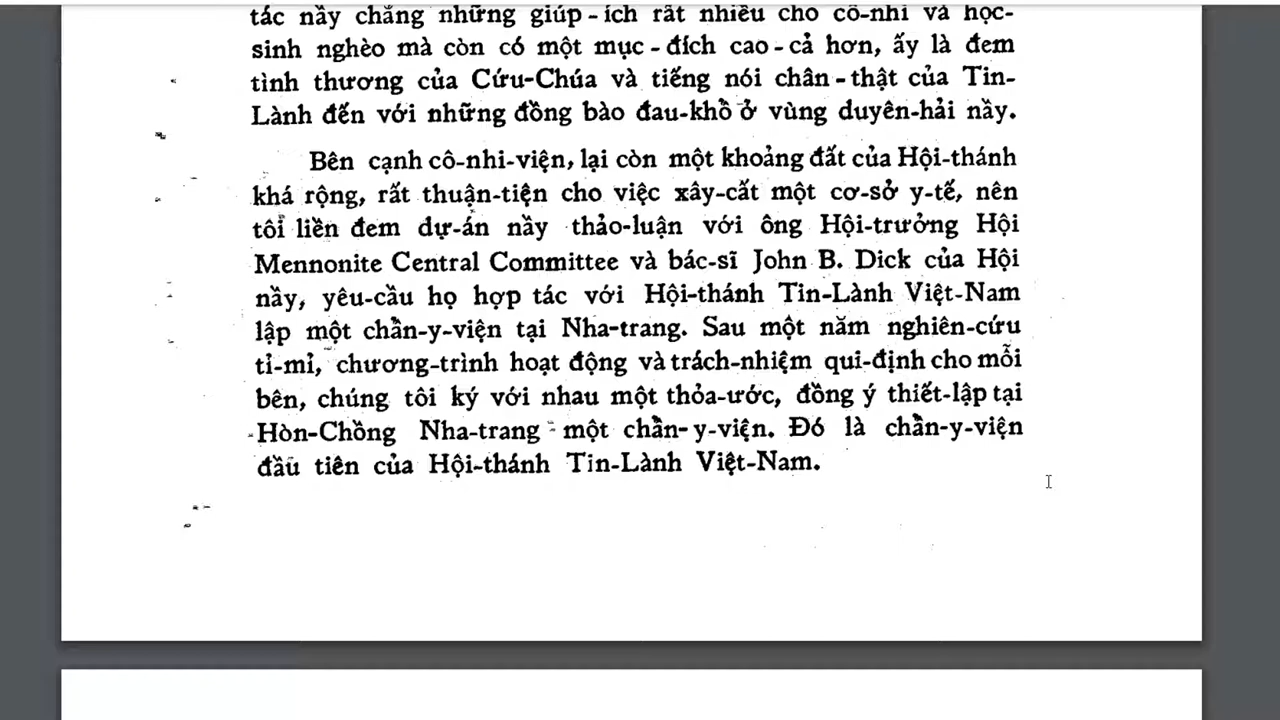 tác nầy chẳng những giúp - ích rất nhiều cho cô-nhi và học-
sinh nghèo mà còn có một mục - đích cao - cả hơn, ấy là đem
tình thương của Cứu-Chúa và tiếng nói chân - thật của Tin-
Lành đến với những đồng bào đau-khổ ở vùng duyên-hải nầy.
Bên cạnh cô-nhi-viện, lại còn một khoảng đất của Hội-thánh
khá rộng, rất thuận-tiện cho việc xây-cất một cơ-sở y-tế, nên
tôi liền đem dự-án nầy thảo-luận với ông Hội-trưởng Hội
Mennonite Central Committee và bác-sĩ John B. Dick của Hội
nầy, yêu-cầu họ hợp tác với Hội-thánh Tin-Lành Việt-Nam
lập một chẩn-y-viện tại Nha-trang. Sau một năm nghiên-cứu
tỉ-mỉ, chương-trình hoạt động và trách-nhiệm qui-định cho mỗi
bên, chúng tôi ký với nhau một thỏa-ước, đồng ý thiết-lập tại
Hòn-Chồng Nha-trang một chẩn-y-viện. Đó là chẩn-y-viện
đầu tiên của Hội-thánh Tin-Lành Việt-Nam.